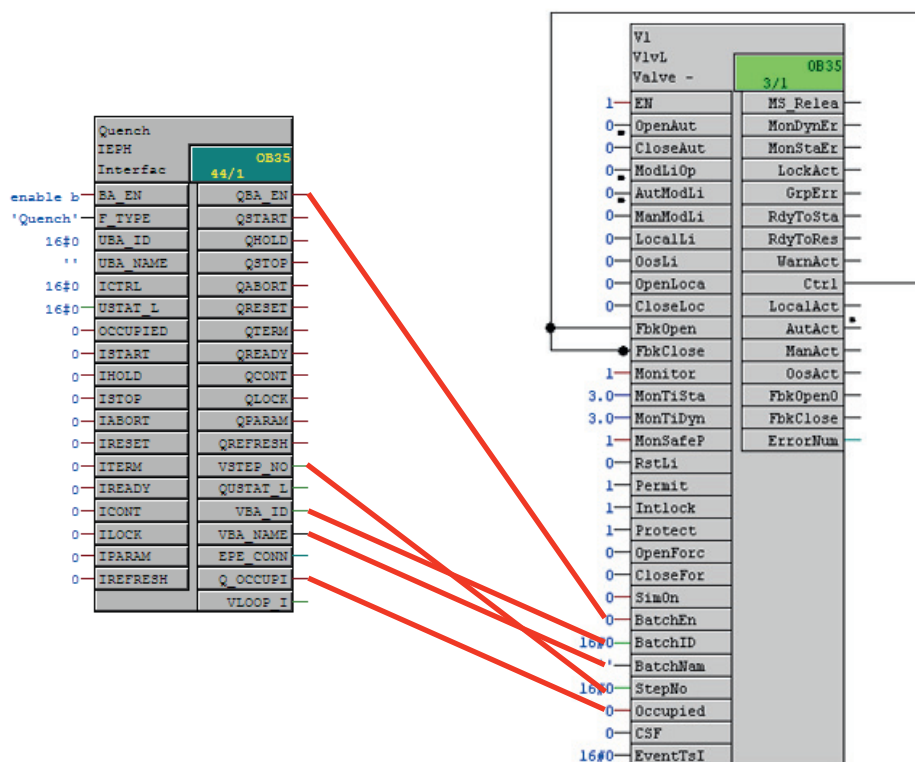 Quench
IEPH
Interfac
OB35
44/1
enable b BA_EN QBA_EN
'Quench' F_TYPE QSTART
16#0 UBA_ID QHOLD
'' UBA_NAME QSTOP
16#0 ICTRL QABORT
16#0 USTAT_L QRESET
0 OCCUPIED QTERM
0 ISTART QREADY
0 IHOLD QCONT
0 ISTOP QLOCK
0 IABORT QPARAM
0 IRESET QREFRESH
0 ITERM VSTEP_NO
0 IREADY QUSTAT_L
0 ICONT VBA_ID
0 ILOCK VBA_NAME
0 IPARAM EPE_CONN
0 IREFRESH Q_OCCUPI
VLOOP_I
V1
VlvL
Valve -
OB35
3/1
1 EN MS_Relea
0 OpenAut MonDynEr
0 CloseAut MonStaEr
0 ModLiOp LockAct
0 AutModLi GrpErr
0 ManModLi RdyToSta
0 LocalLi RdyToRes
0 OosLi WarnAct
0 OpenLoca Ctrl
0 CloseLoc LocalAct
FbkOpen AutAct
FbkClose ManAct
1 Monitor OosAct
3.0 MonTiSta FbkOpenO
3.0 MonTiDyn FbkClose
1 MonSafeP ErrorNum
0 RstLi
1 Permit
1 Intlock
1 Protect
0 OpenForc
0 CloseFor
0 SimOn
0 BatchEn
16#0 BatchID
' BatchNam
16#0 StepNo
0 Occupied
0 CSF
16#0 EventTsI